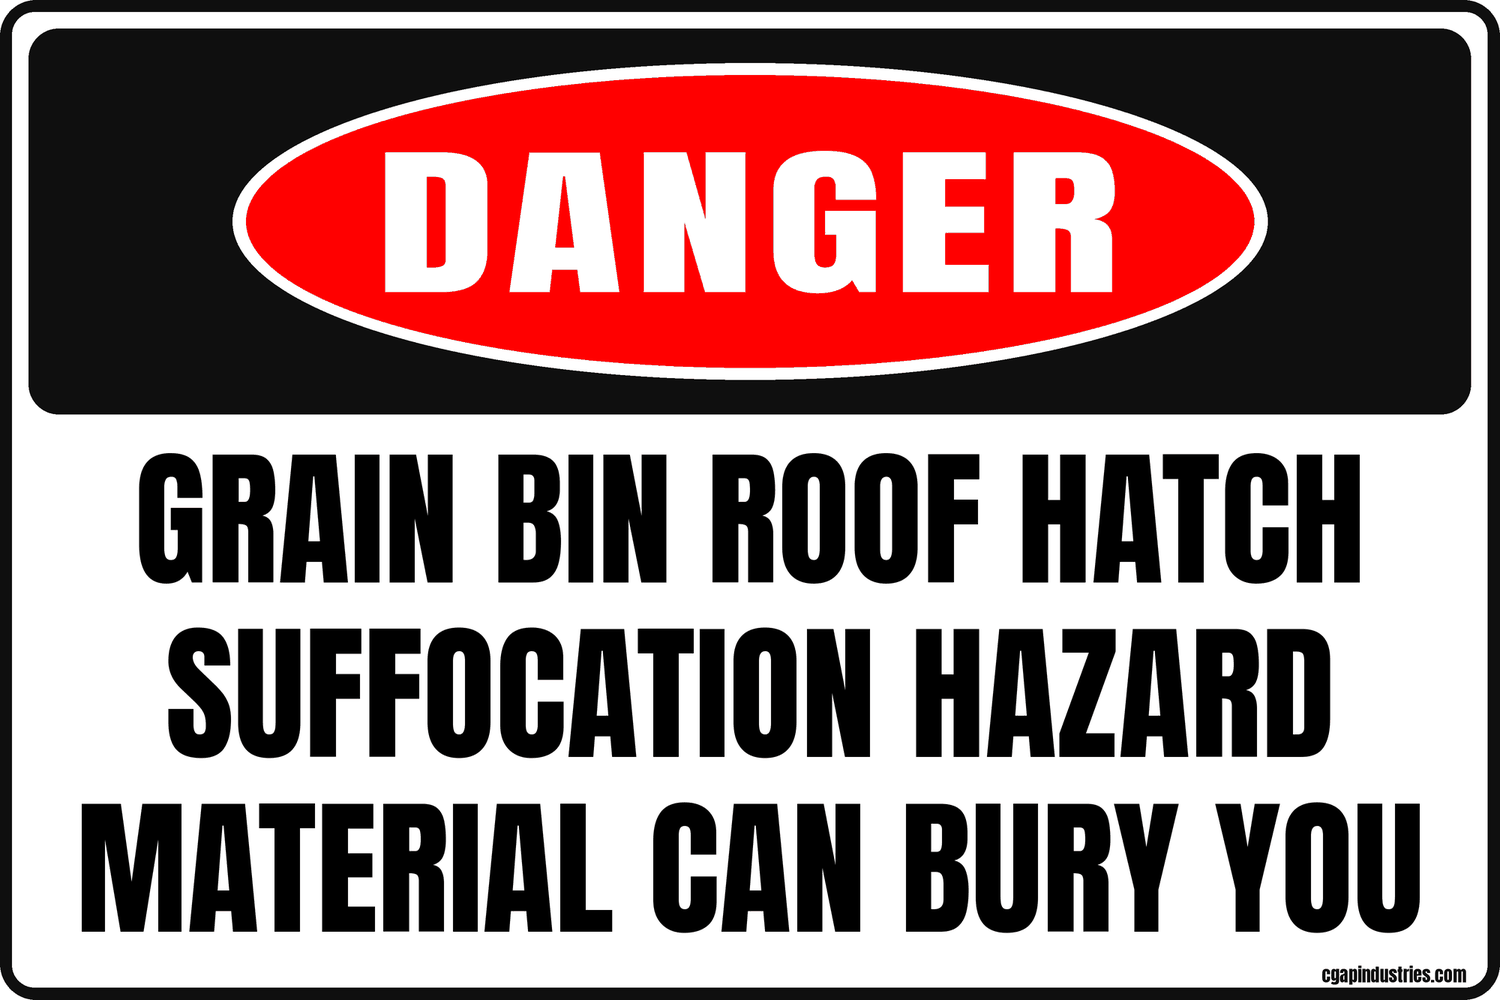 DANGER
GRAIN BIN ROOF HATCH
SUFFOCATION HAZARD
MATERIAL CAN BURY YOU
cgapindustries.com